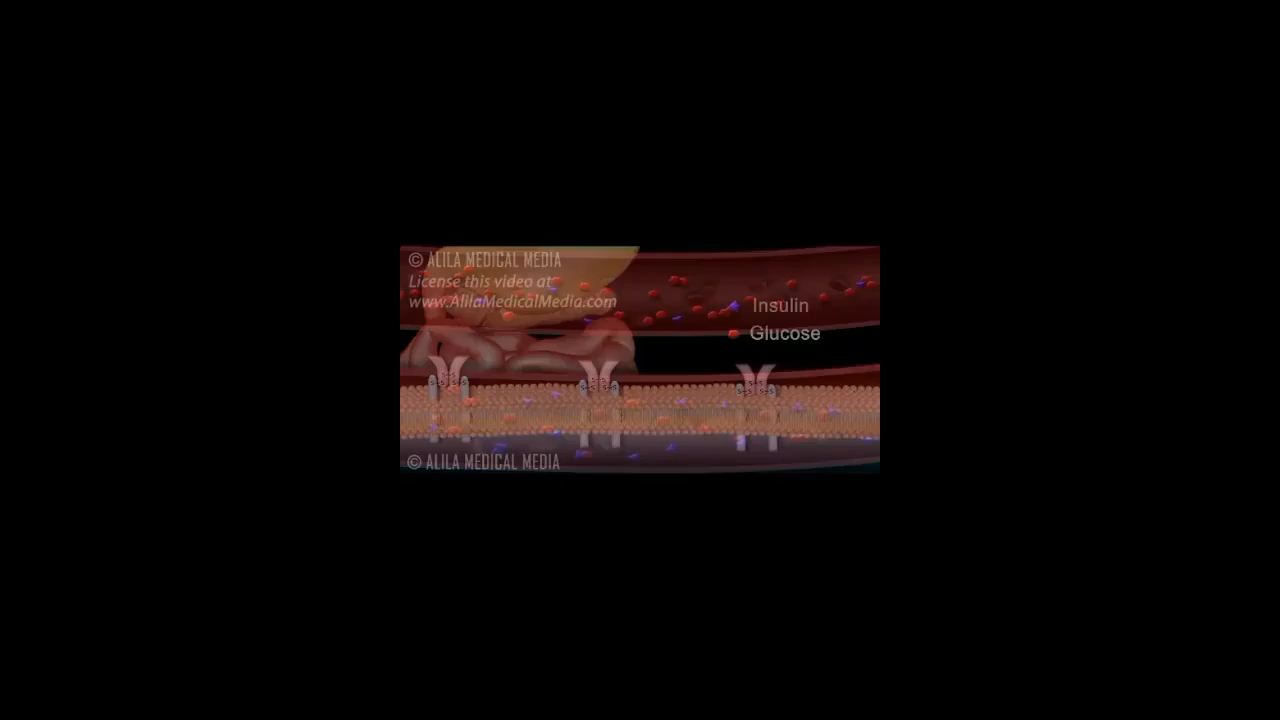 © ALILA MEDICAL MEDIA
License this video at
www.AlilaMedicalMedia.com
Insulin
Glucose
© ALILA MEDICAL MEDIA